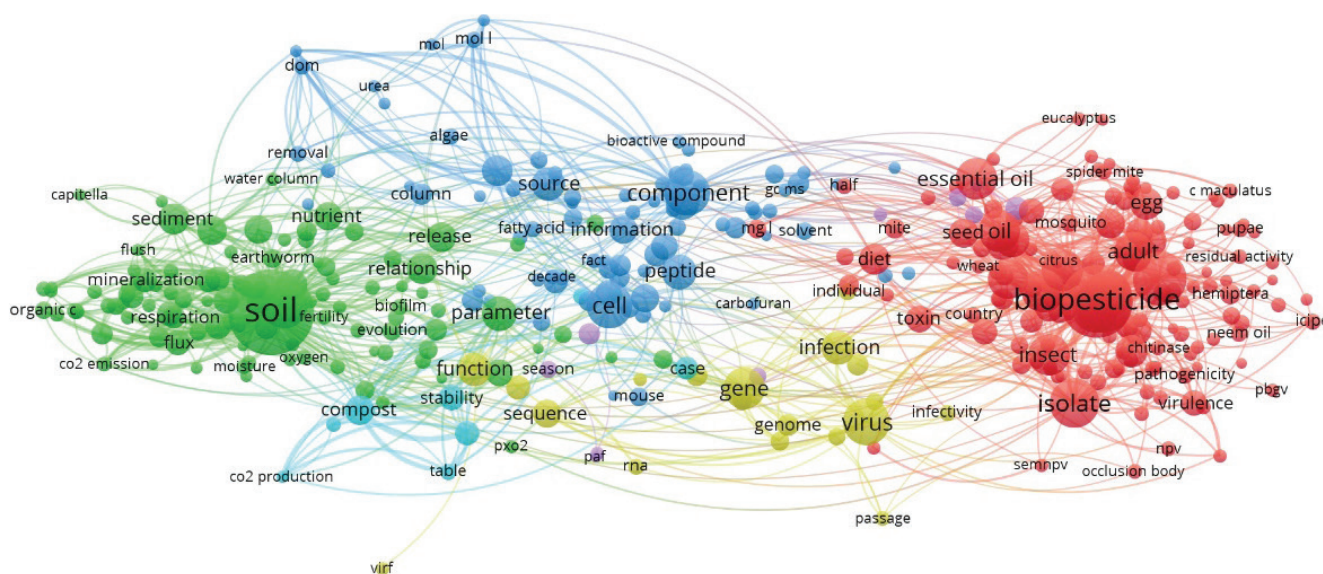 mol
mol l
dom
urea
algae
removal
bioactive compound
eucalyptus
water column
capitella
column
source
component
gc ms
half
essential oil
spider mite
c maculatus
sediment
nutrient
egg
fatty acid
information
mg l
solvent
mite
seed oil
mosquito
pupae
flush
release
earthworm
fact
adult
residual activity
mineralization
relationship
decade
peptide
diet
wheat
citrus
individual
hemiptera
organic c
respiration
soil
fertility
biofilm
parameter
cell
carbofuran
biopesticide
icipe
flux
evolution
toxin
country
neem oil
co2 emission
moisture
oxygen
function
season
case
infection
insect
chitinase
pathogenicity
pbgv
compost
stability
mouse
gene
isolate
virulence
sequence
genome
virus
infectivity
pxo2
paf
rna
npv
co2 production
table
semnpv
occlusion body
passage
virf